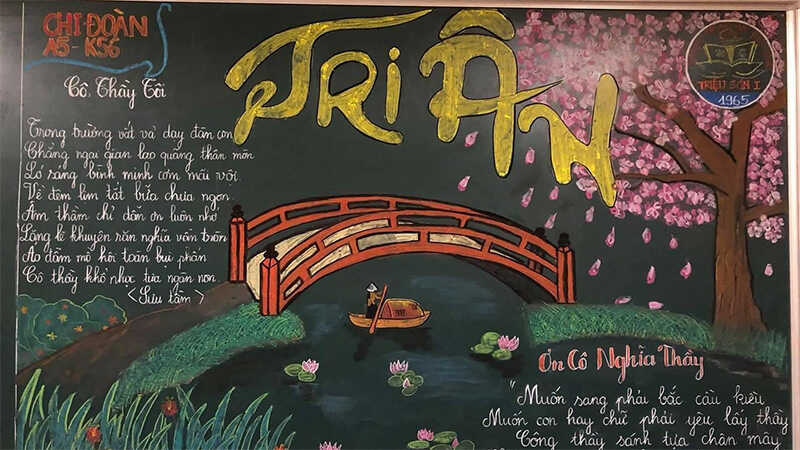 CHI ĐOÀN
A5 - K56
TRI ÂN
TRIỆU SƠN I
1965
Cô Thầy Tôi
Trong trường vất vả dạy đàn con
Chẳng ngại gian lao quảng thân mòn
Ló sáng bình minh cơm vội
Về đêm lim tắt bữa chưa ngon
Âm thầm chỉ dẫn ơn luôn nhớ
Lặng lẽ khuyên răn nghĩa vẫn tròn
Áo đẫm mồ hôi toàn bụi phấn
Cô thầy khổ nhọc tựa ngàn non
<Sưu tầm>
Ơn Cô Nghĩa Thầy
"Muốn sang phải bắc cầu kiều
Muốn con hay chữ phải yêu lấy thầy
Công thầy sánh tựa chân mây